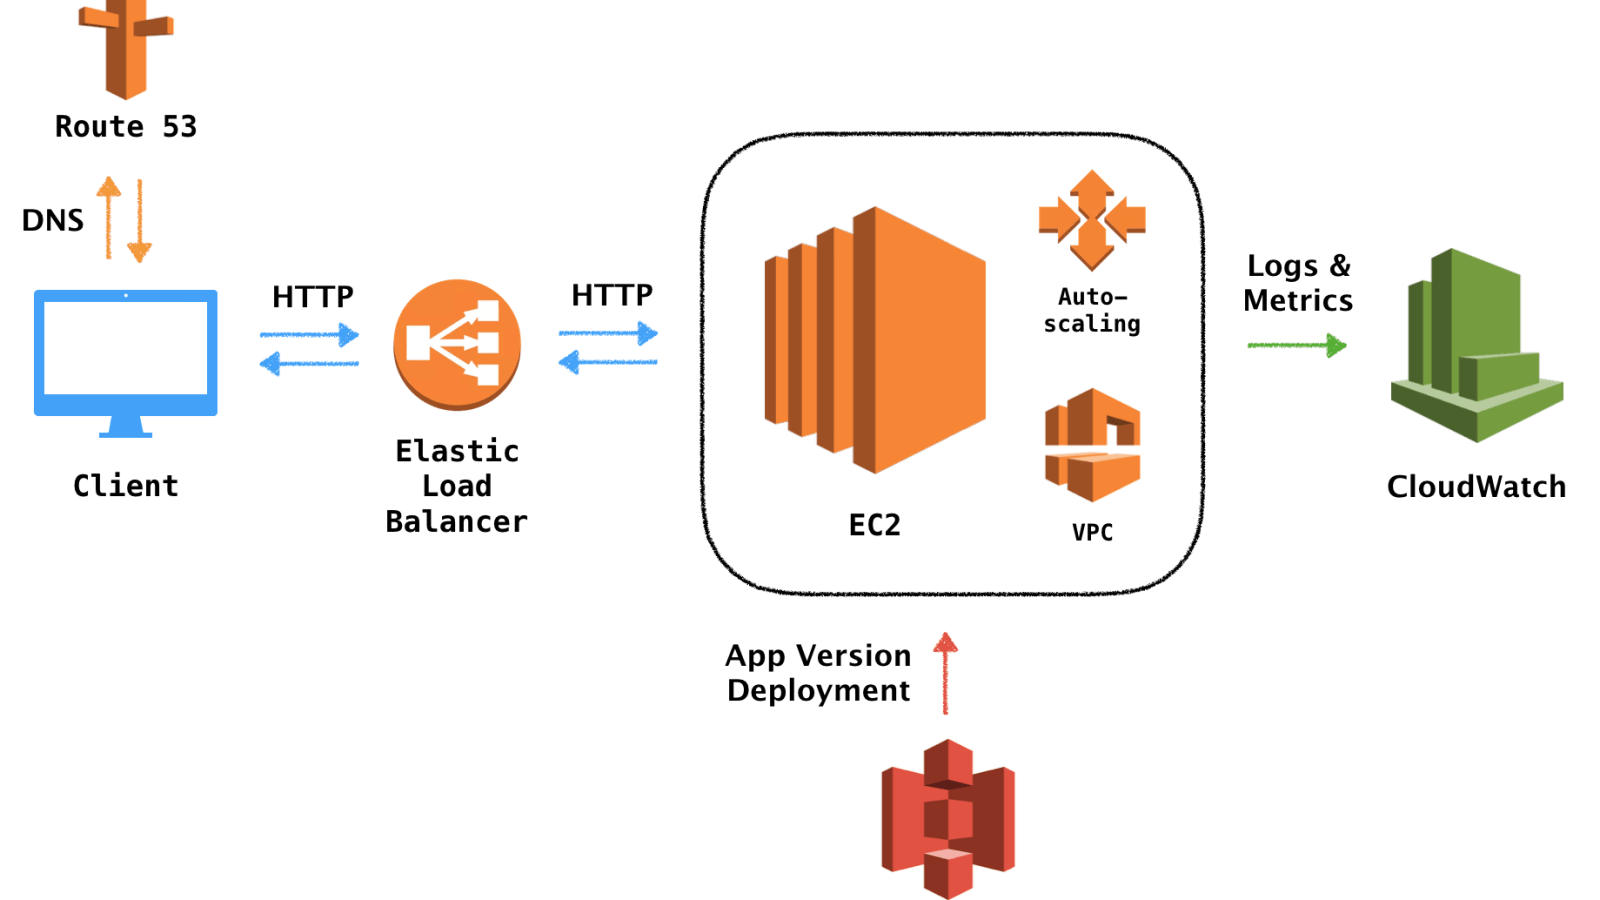 Route 53
DNS
HTTP
HTTP
Client
Elastic
Load
Balancer
EC2
Auto-
scaling
VPC
Logs &
Metrics
CloudWatch
App Version
Deployment